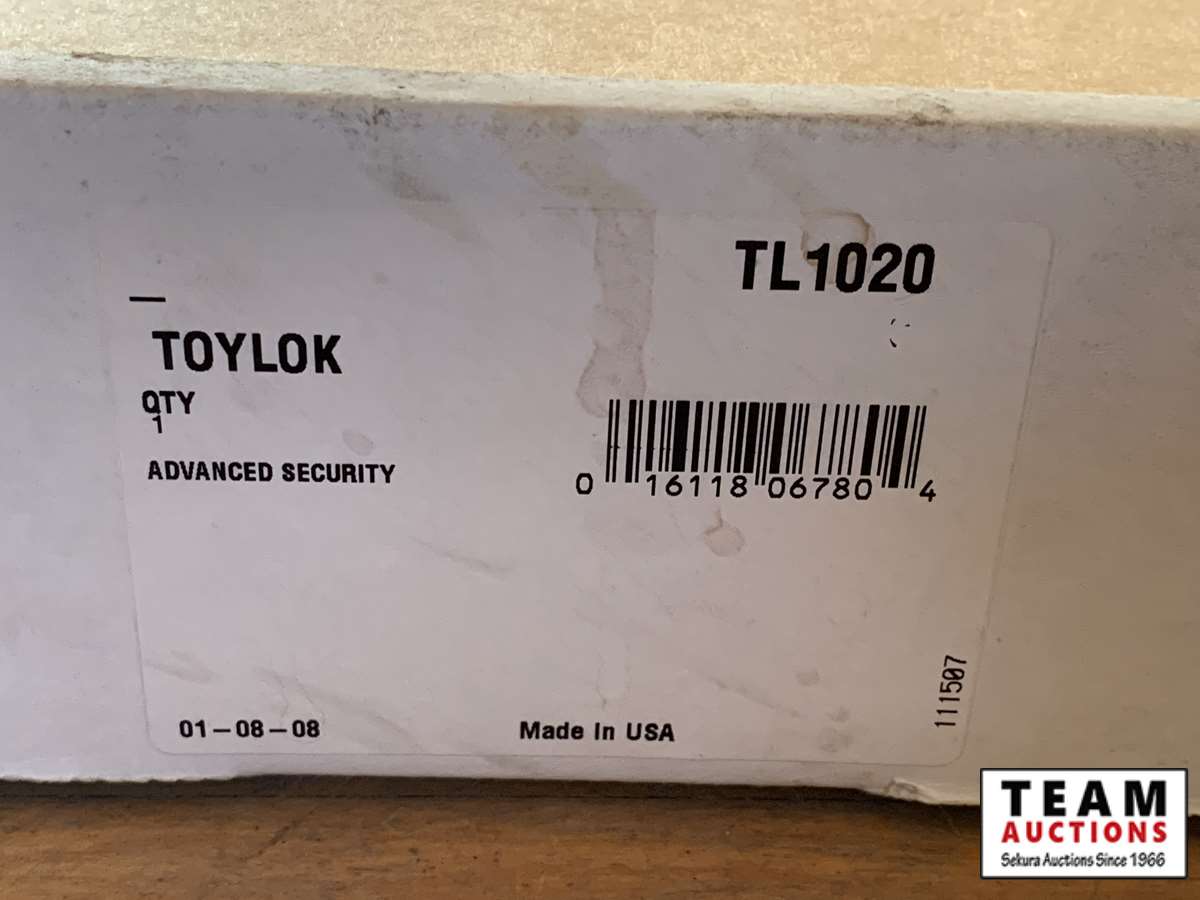 TL1020
TOYLOK
QTY
1
ADVANCED SECURITY
0 16118 06780 4
111507
01-08-08
Made In USA
TEAM
AUCTIONS
Sekura Auctions Since 1966